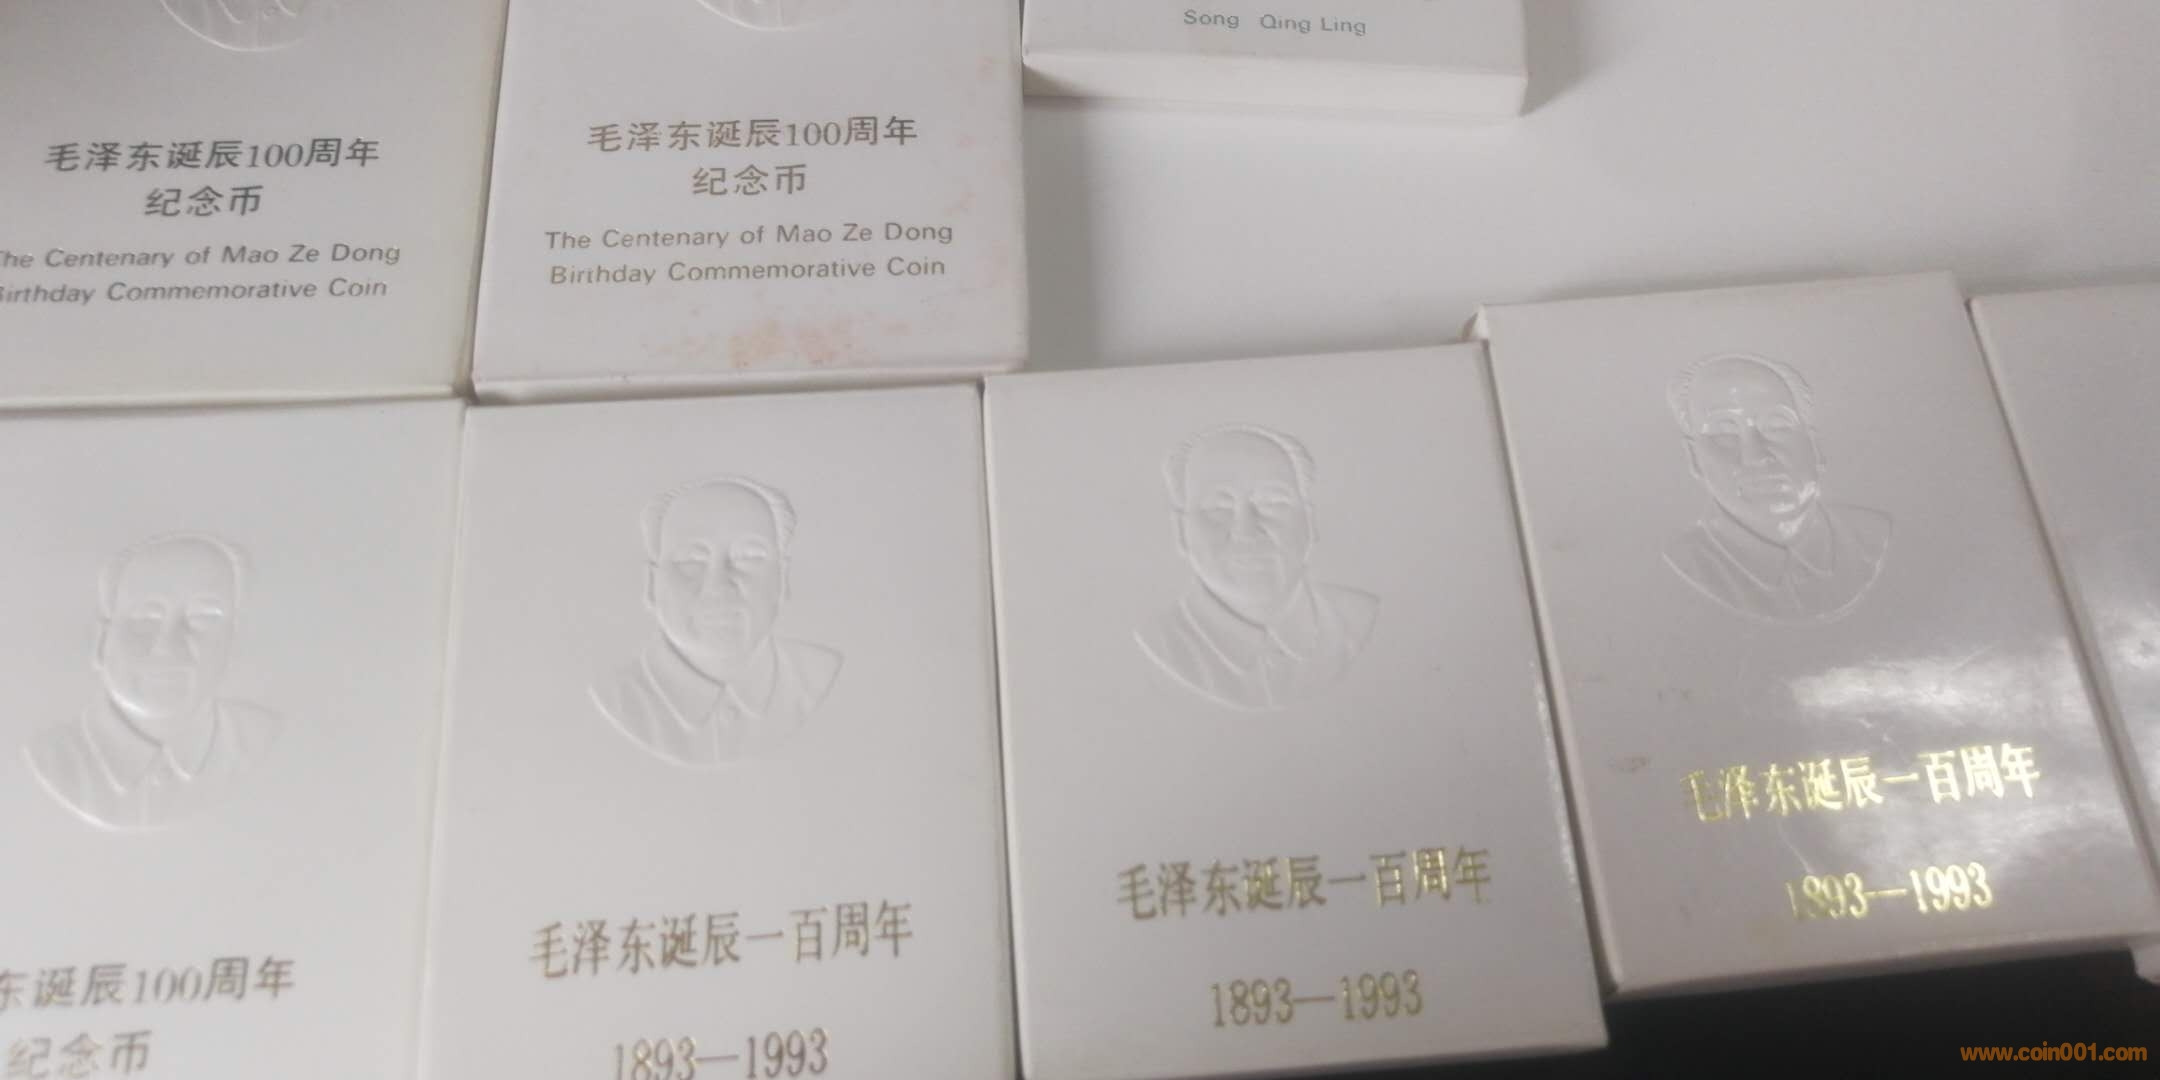 Song Qing Ling
毛泽东诞辰100周年
纪念币
The Centenary of Mao Ze Dong
Birthday Commemorative Coin
毛泽东诞辰100周年
纪念币
The Centenary of Mao Ze Dong
Birthday Commemorative Coin
东诞辰100周年
纪念币
毛泽东诞辰一百周年
1893—1993
毛泽东诞辰一百周年
1893—1993
毛泽东诞辰一百周年
1893—1993
www.coin001.com